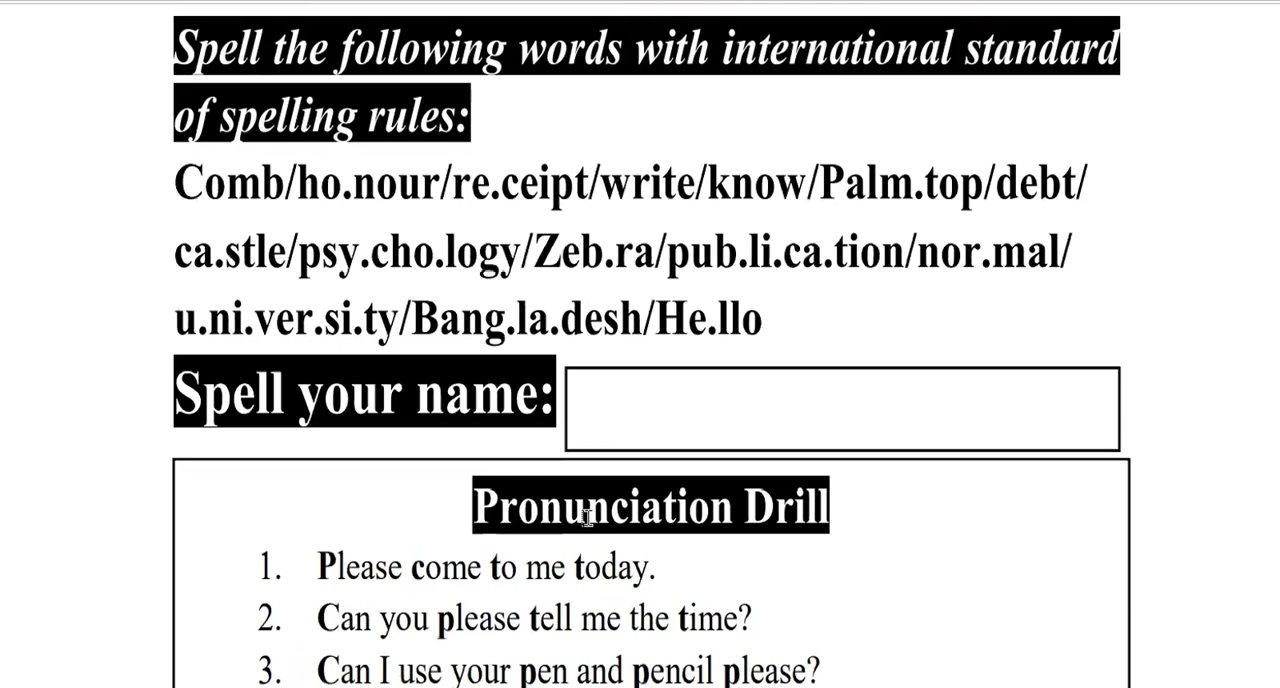 Spell the following words with international standard
of spelling rules:
Comb/ho.nour/re.ceipt/write/know/Palm.top/debt/
ca.stle/psy.cho.logy/Zeb.ra/pub.li.ca.tion/nor.mal/
u.ni.ver.si.ty/Bang.la.desh/He.llo
Spell your name:
Pronunciation Drill
1. Please come to me today.
2. Can you please tell me the time?
3. Can I use your pen and pencil please?